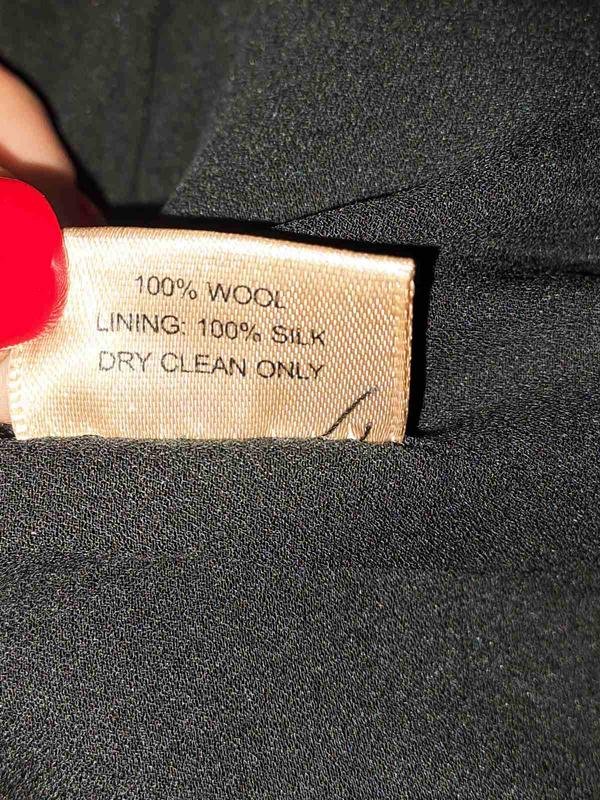 100% WOOL
LINING: 100% SILK
DRY CLEAN ONLY